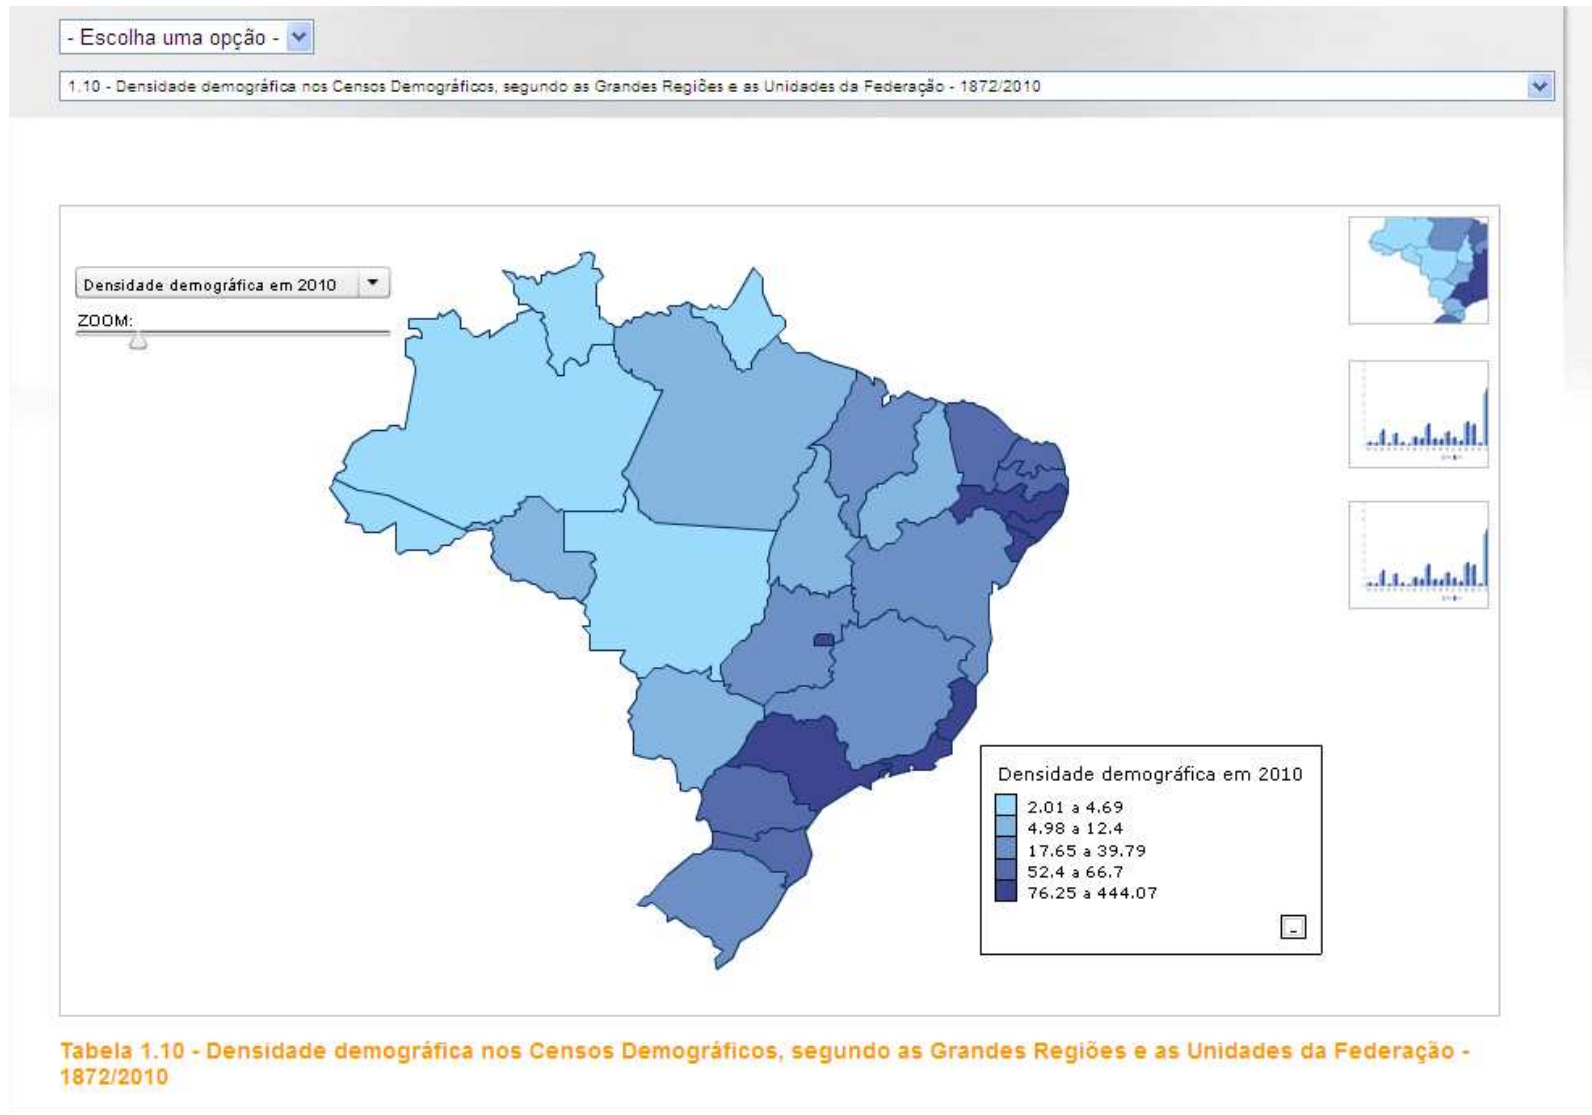 - Escolha uma opção -
1.10 - Densidade demográfica nos Censos Demográficos, segundo as Grandes Regiões e as Unidades da Federação - 1872/2010
Densidade demográfica em 2010
ZOOM:
Densidade demográfica em 2010
2.01 a 4.69
4.98 a 12.4
17.65 a 39.79
52.4 a 66.7
76.25 a 444.07
-
Tabela 1.10 - Densidade demográfica nos Censos Demográficos, segundo as Grandes Regiões e as Unidades da Federação -
1872/2010